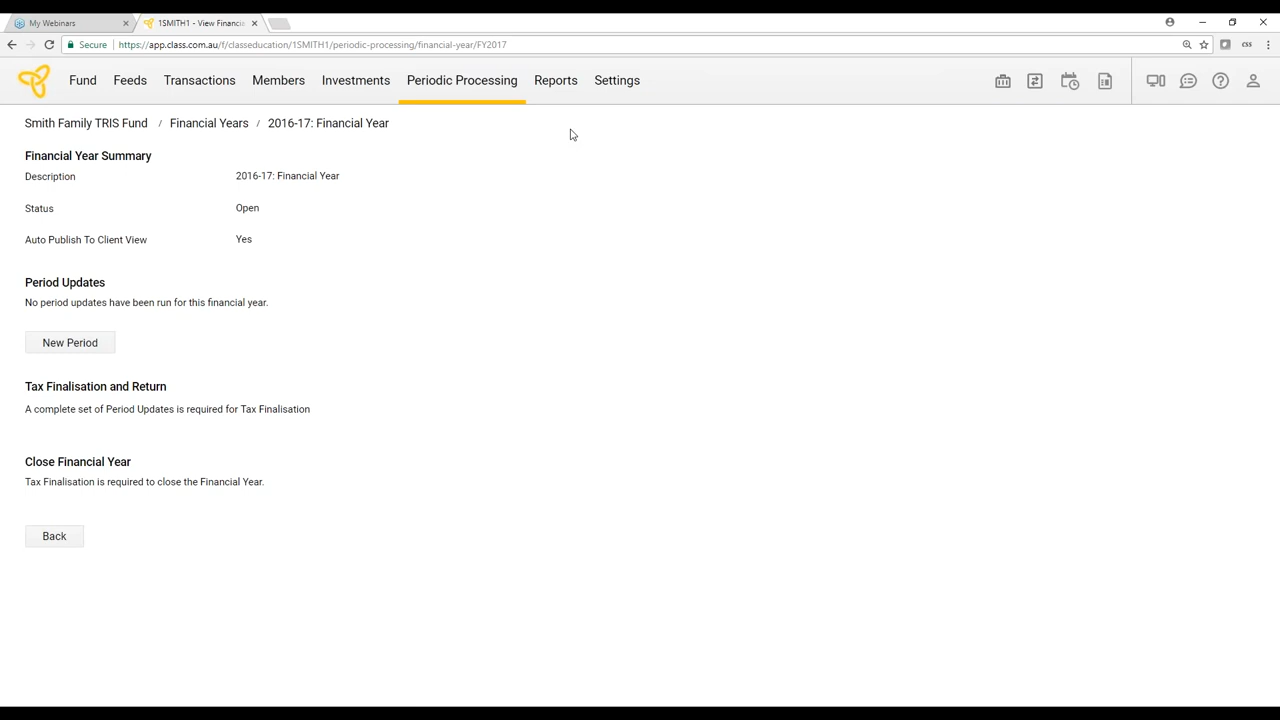 My Webinars
1SMITH1 - View Financi
Secure
https://app.class.com.au/f/classeducation/1SMITH1/periodic-processing/financial-year/FY2017
css
Fund Feeds Transactions Members Investments Periodic Processing Reports Settings
Smith Family TRIS Fund / Financial Years / 2016-17: Financial Year
Financial Year Summary
Description 2016-17: Financial Year
Status Open
Auto Publish To Client View Yes
Period Updates
No period updates have been run for this financial year.
New Period
Tax Finalisation and Return
A complete set of Period Updates is required for Tax Finalisation
Close Financial Year
Tax Finalisation is required to close the Financial Year.
Back